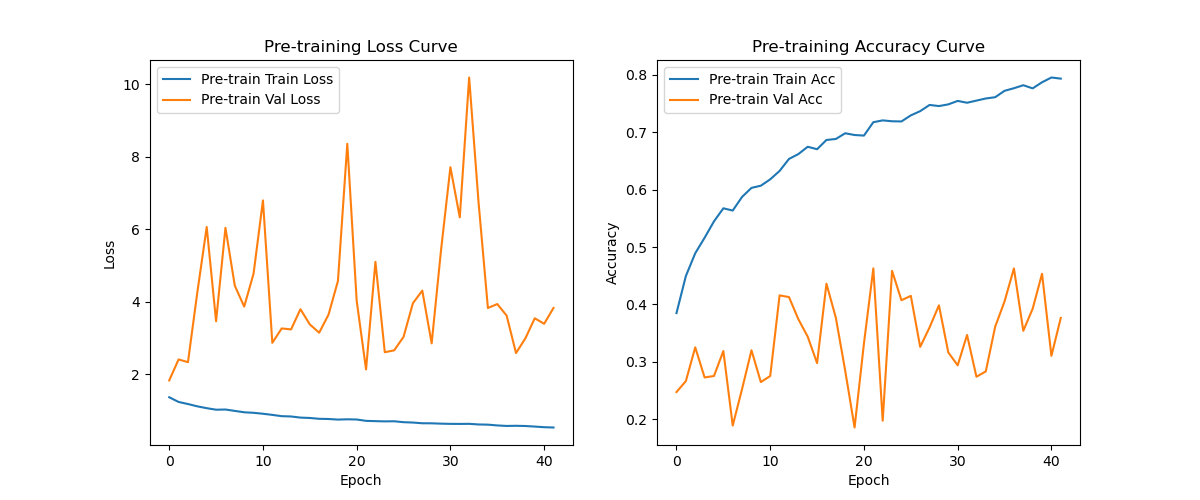 Pre-training Loss Curve
Pre-train Train Loss
Pre-train Val Loss
Loss
10
8
6
4
2
0
10
20
30
40
Epoch
Pre-training Accuracy Curve
Pre-train Train Acc
Pre-train Val Acc
Accuracy
0.8
0.7
0.6
0.5
0.4
0.3
0.2
0
10
20
30
40
Epoch